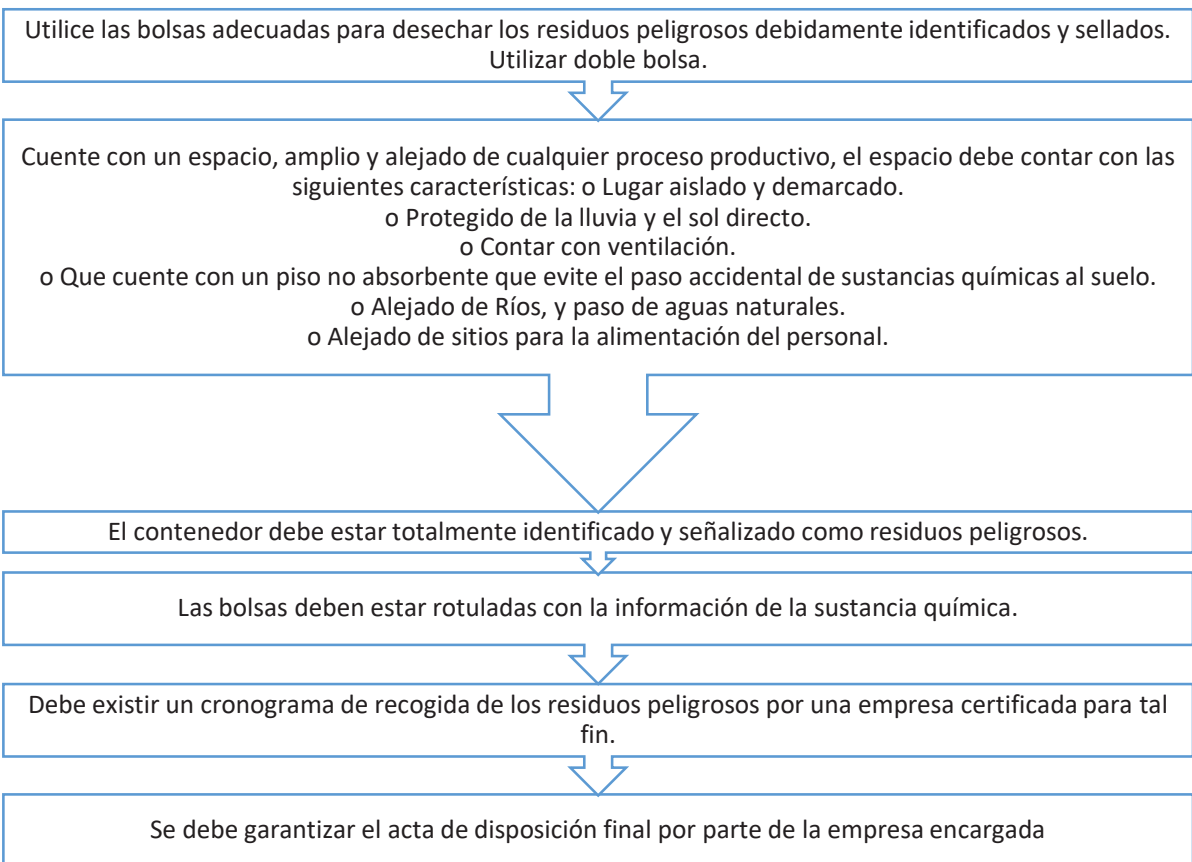 Utilice las bolsas adecuadas para desechar los residuos peligrosos debidamente identificados y sellados.
Utilizar doble bolsa.
Cuente con un espacio, amplio y alejado de cualquier proceso productivo, el espacio debe contar con las
siguientes características: o Lugar aislado y demarcado.
o Protegido de la lluvia y el sol directo.
o Contar con ventilación.
o Que cuente con un piso no absorbente que evite el paso accidental de sustancias químicas al suelo.
o Alejado de Ríos, y paso de aguas naturales.
o Alejado de sitios para la alimentación del personal.
El contenedor debe estar totalmente identificado y señalizado como residuos peligrosos.
Las bolsas deben estar rotuladas con la información de la sustancia química.
Debe existir un cronograma de recogida de los residuos peligrosos por una empresa certificada para tal
fin.
Se debe garantizar el acta de disposición final por parte de la empresa encargada